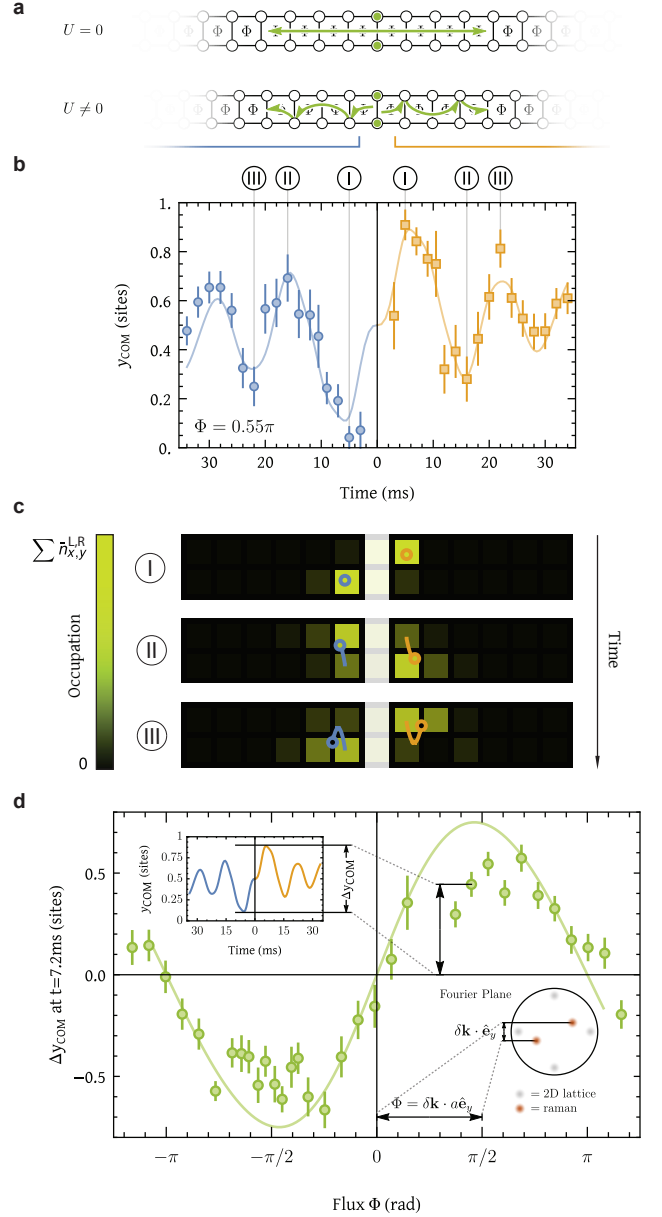 a
U = 0
Φ Φ Φ Φ Φ Φ
U ≠ 0
Φ Φ Φ Φ Φ Φ
b
III II I I II III
1.
0.8
0.6
0.4
0.2
0.
y_COM (sites)
Φ = 0.55π
30 20 10 0 10 20 30
Time (ms)
c
∑ n̄^{L,R}_{x,y}
Occupation
0
I
II
III
Time
d
Δy_COM at t=7.2ms (sites)
0.5
0.0
−0.5
1
0.75
0.5
0.25
0
y_COM (sites)
30 15 0 15 30
Time (ms)
Δy_COM
Fourier Plane
δk · ê_y
Φ = δk · aê_y
= 2D lattice
= raman
−π −π/2 0 π/2 π
Flux Φ (rad)